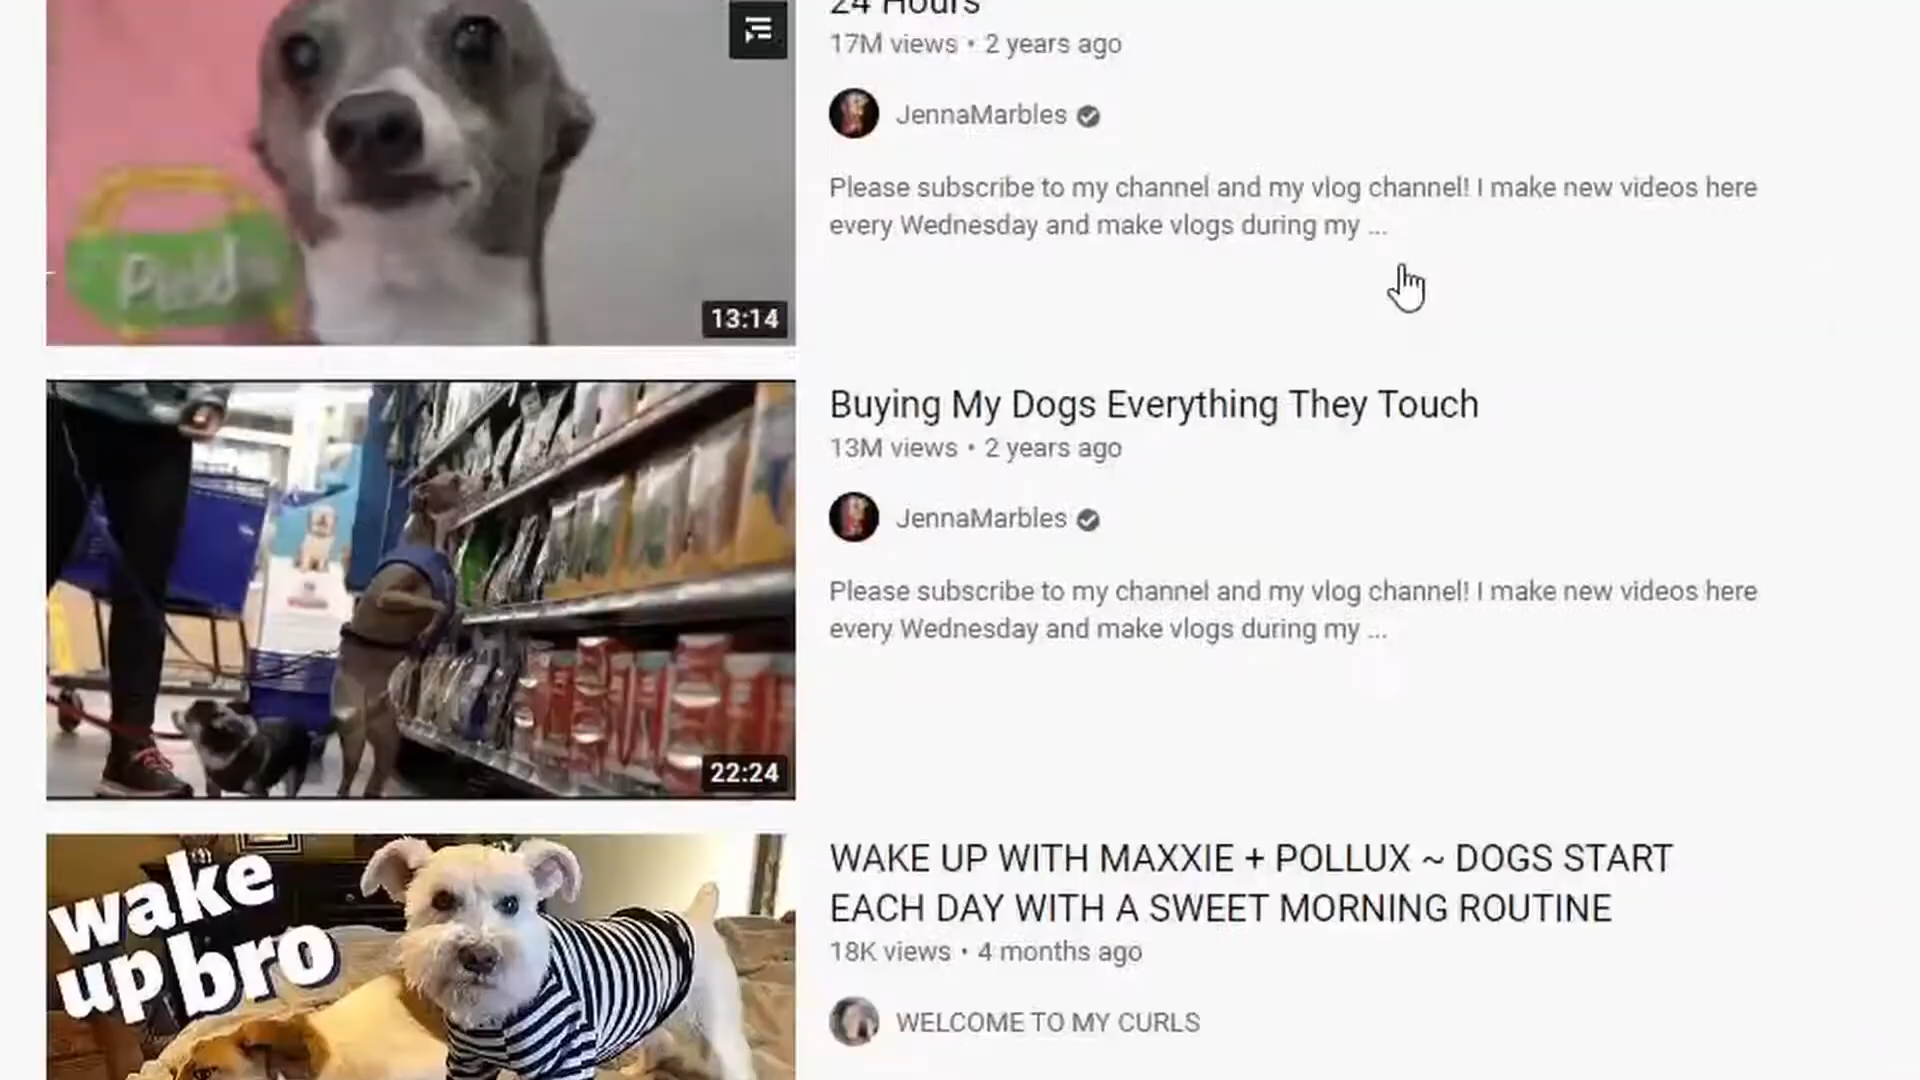 24 Hours
17M views • 2 years ago
JennaMarbles
Please subscribe to my channel and my vlog channel! I make new videos here
every Wednesday and make vlogs during my ...
13:14
Buying My Dogs Everything They Touch
13M views • 2 years ago
JennaMarbles
Please subscribe to my channel and my vlog channel! I make new videos here
every Wednesday and make vlogs during my ...
22:24
wake
up bro
WAKE UP WITH MAXXIE + POLLUX ~ DOGS START
EACH DAY WITH A SWEET MORNING ROUTINE
18K views • 4 months ago
WELCOME TO MY CURLS